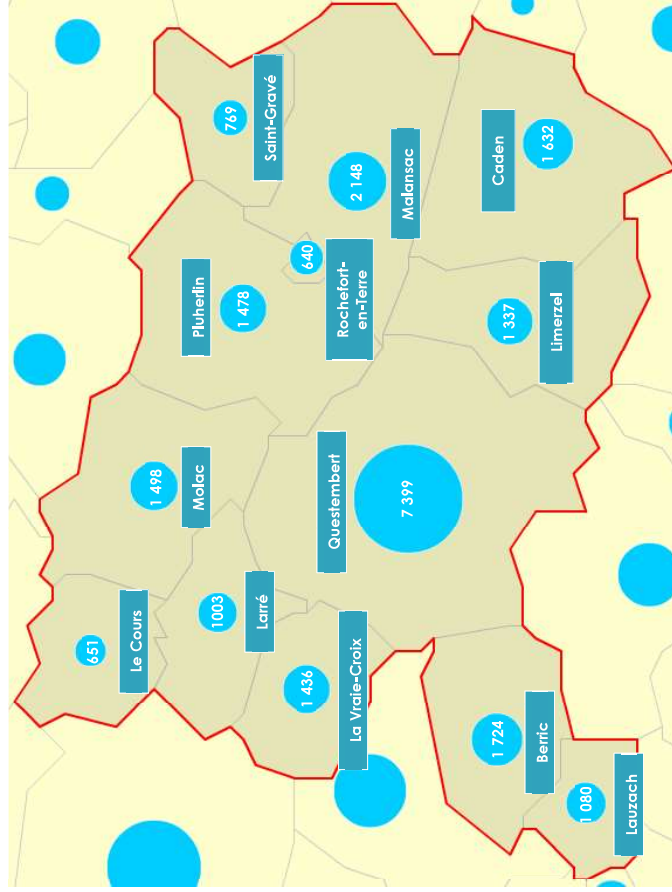 Le Cours
651
Molac
1 498
Larré
1003
La Vraie-Croix
1 436
Pluherlin
1 478
Saint-Gravé
769
Rochefort-
en-Terre
640
Malansac
2 148
Questembert
7 399
Caden
1 632
Limerzel
1 337
Berric
1 724
Lauzach
1 080